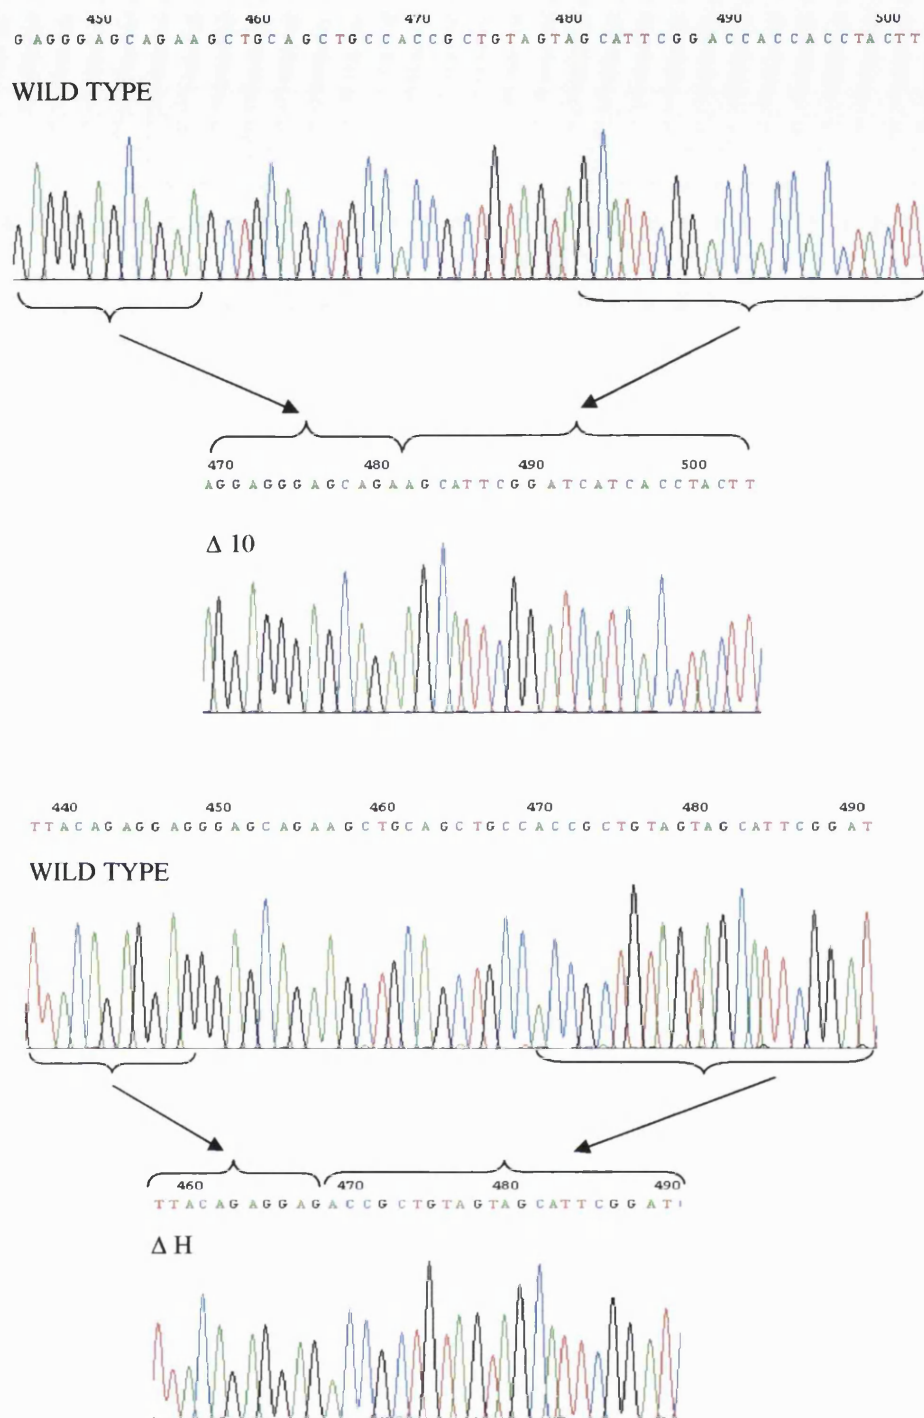 450 460 470 480 490 500
G A G G G A G C A G A A G C T G C A G C T G C C A C C G C T G T A G T A G C A T T C G G A C C A C C A C C T A C T T
WILD TYPE
470 480 490 500
A G G A G G G A G C A G A A G C A T T C G G A T C A T C A C C T A C T T
Δ 10
440 450 460 470 480 490
T T A C A G A G G A G G G A G C A G A A G C T G C A G C T G C C A C C G C T G T A G T A G C A T T C G G A T
WILD TYPE
460 470 480 490
T T A C A G A G G A G A C C G C T G T A G T A G C A T T C G G A T
Δ H